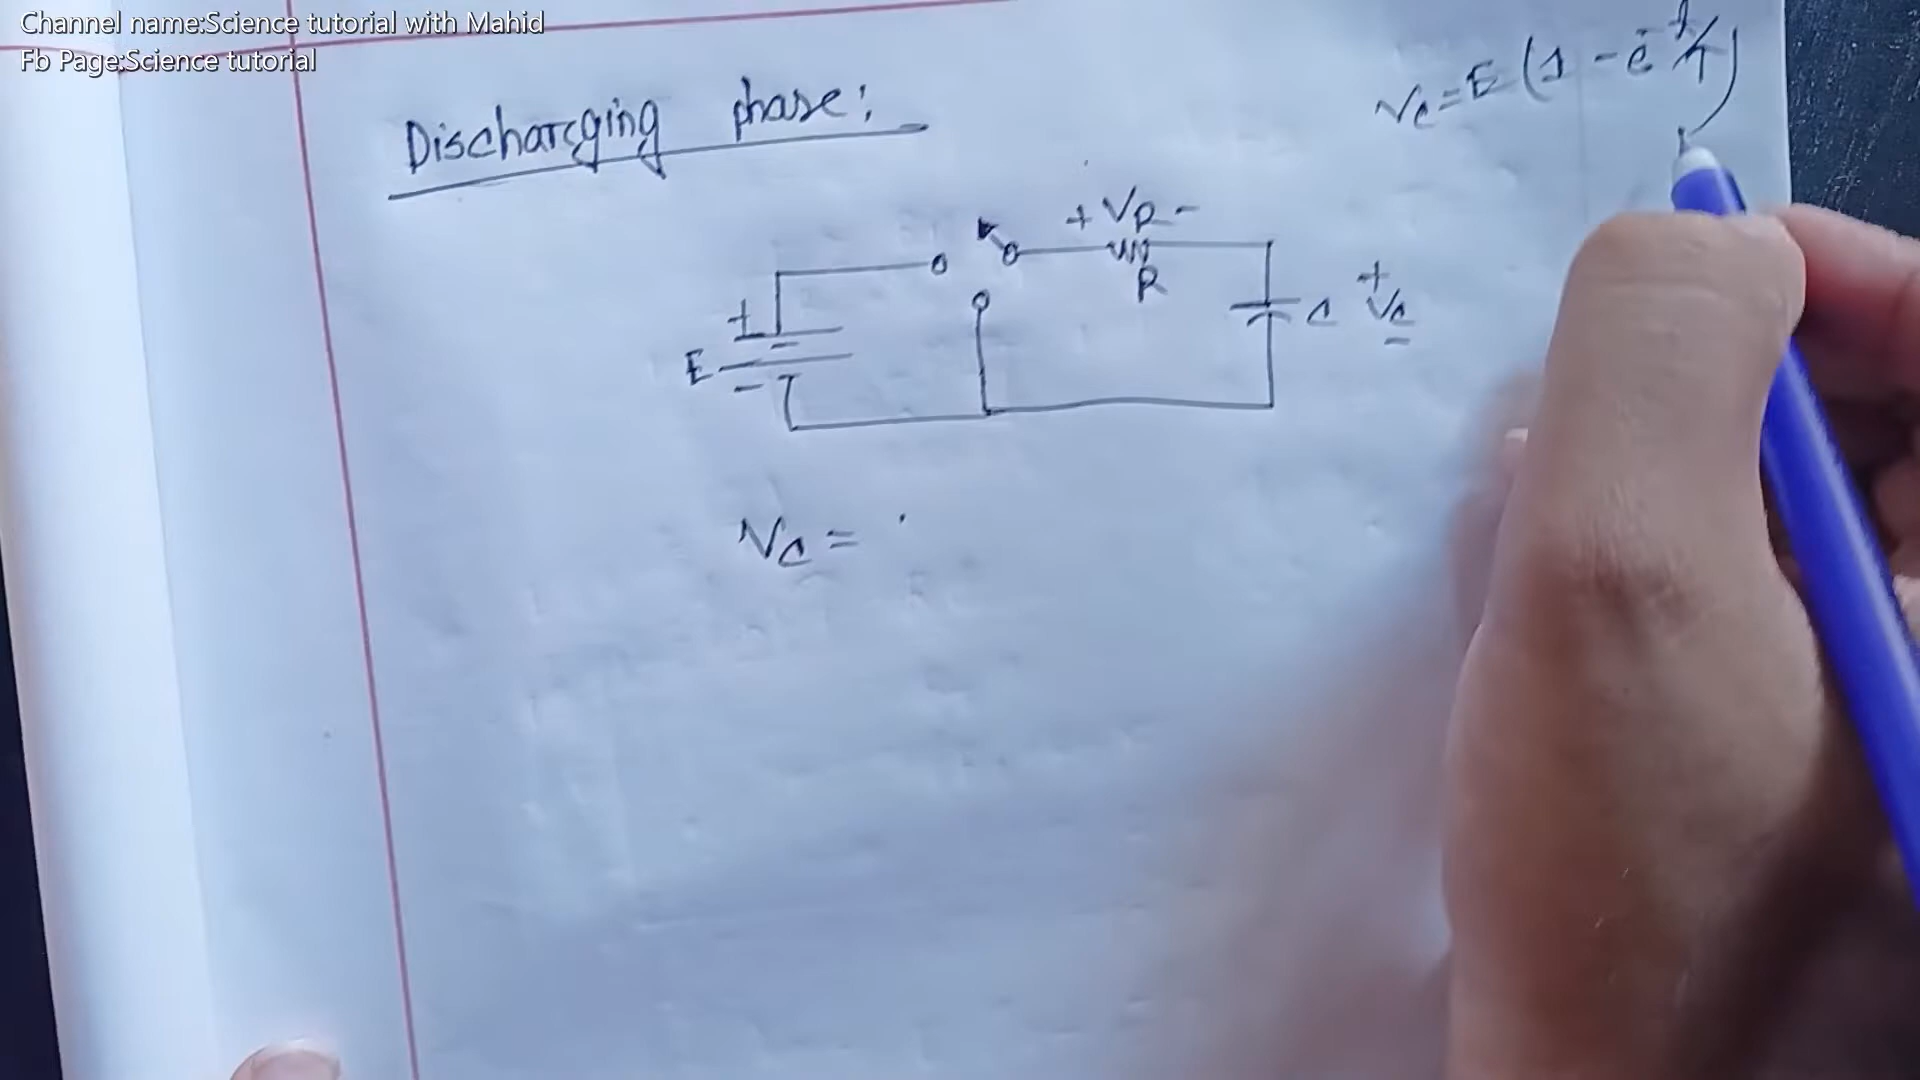 Channel name:Science tutorial with Mahid
Fb Page:Science tutorial
Discharging phase:
Vc = E (1 - e^-t/τ)
+ VR -
R
+
E
-
C
+
Vc
-
Vc =